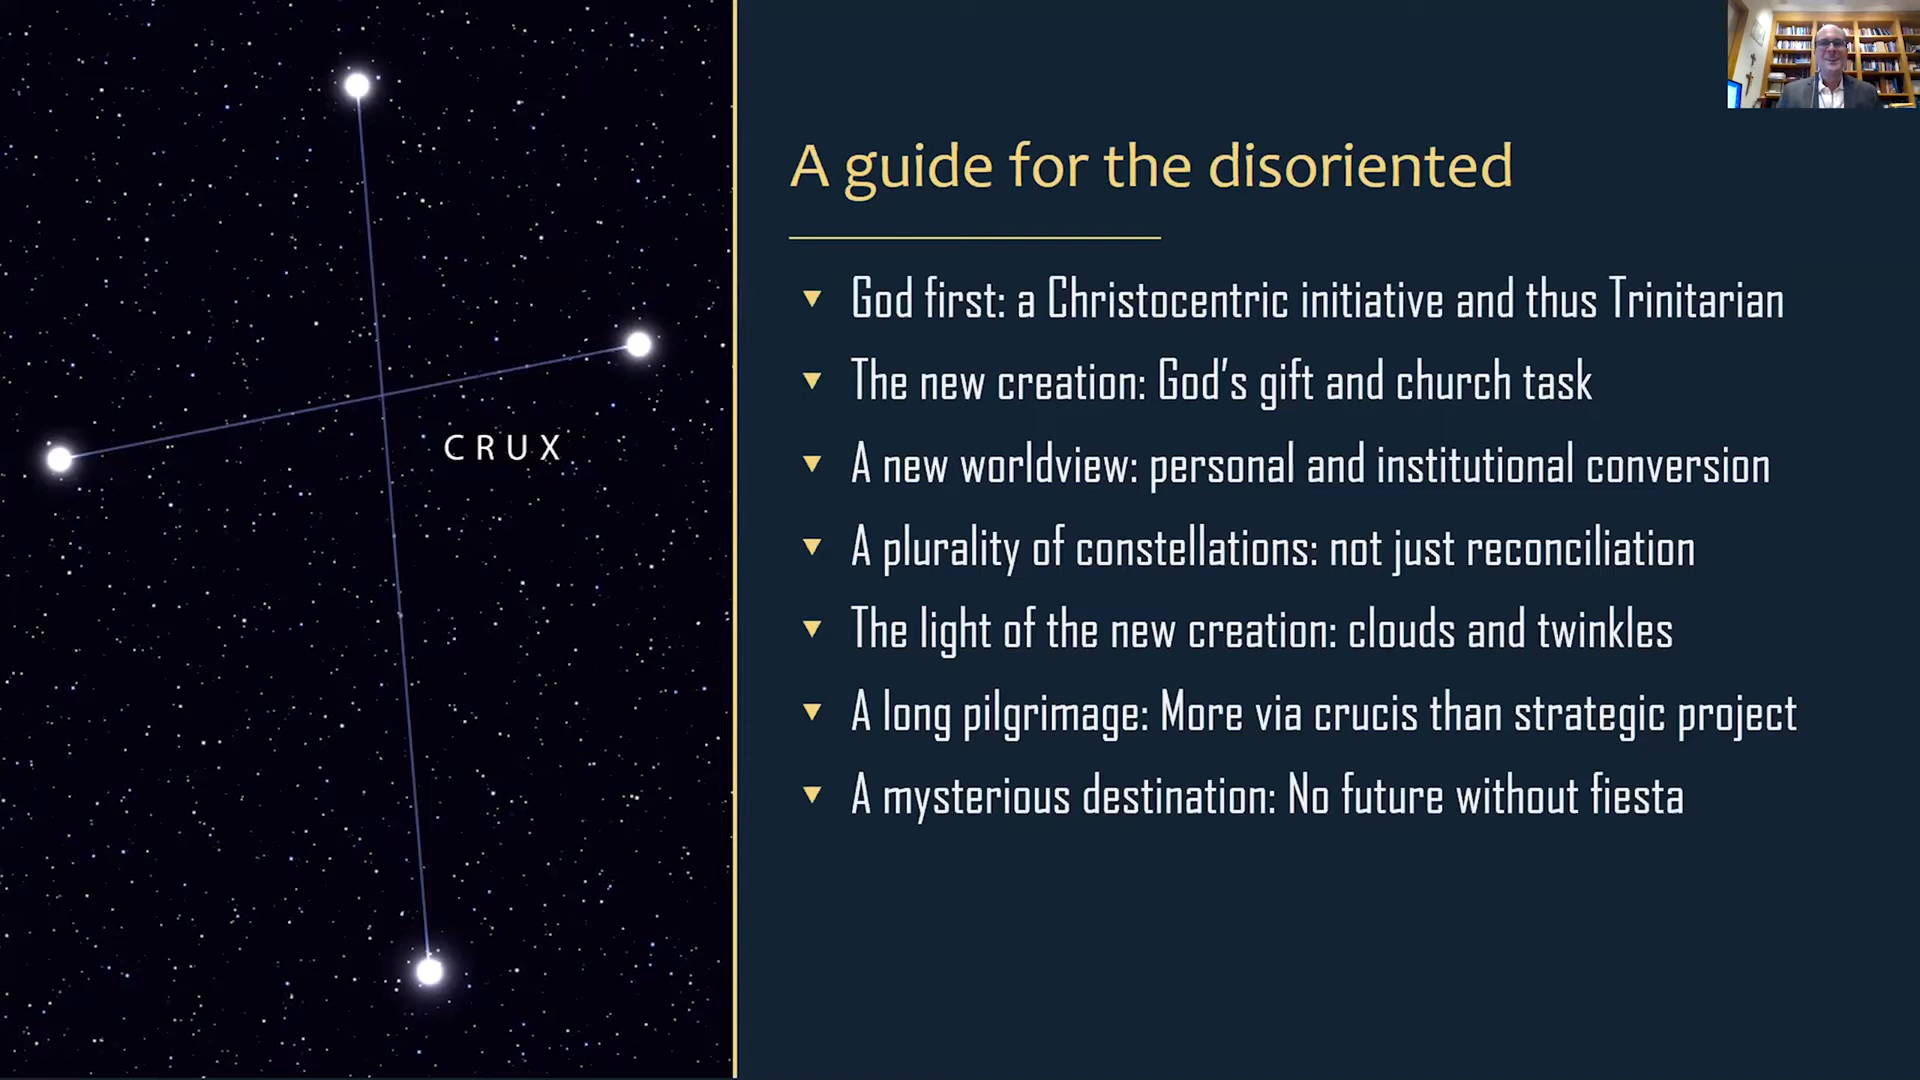 CRUX
A guide for the disoriented
God first: a Christocentric initiative and thus Trinitarian
The new creation: God's gift and church task
A new worldview: personal and institutional conversion
A plurality of constellations: not just reconciliation
The light of the new creation: clouds and twinkles
A long pilgrimage: More via crucis than strategic project
A mysterious destination: No future without fiesta